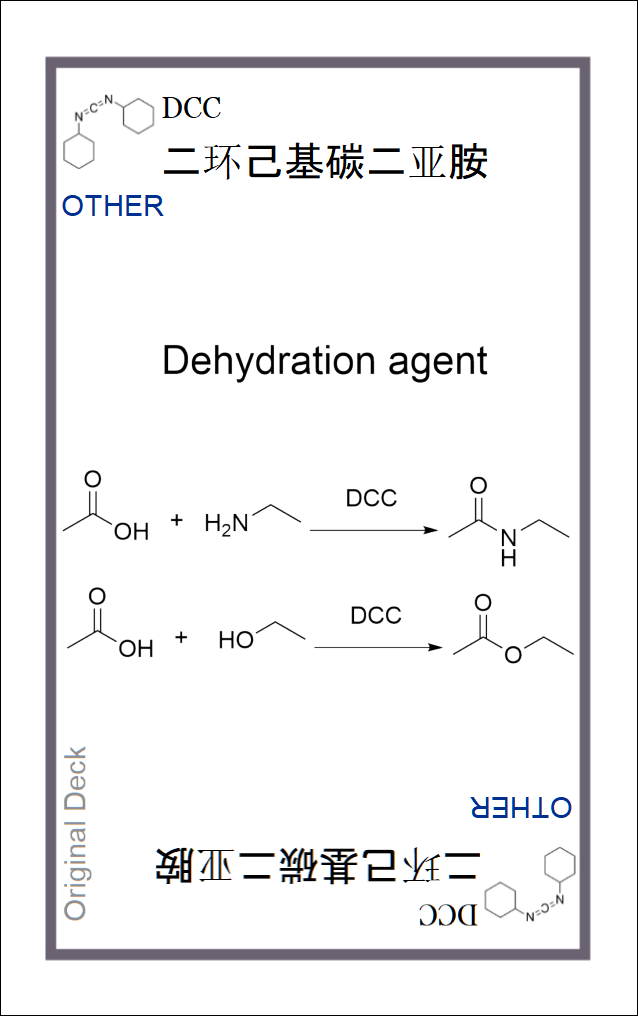 DCC
二环己基碳二亚胺
OTHER
Dehydration agent
O
OH
+
H2N
DCC
O
N
H
O
OH
+
HO
DCC
O
O
Original Deck
OTHER
二环己基碳二亚胺
DCC
N=C=N
N=C=N